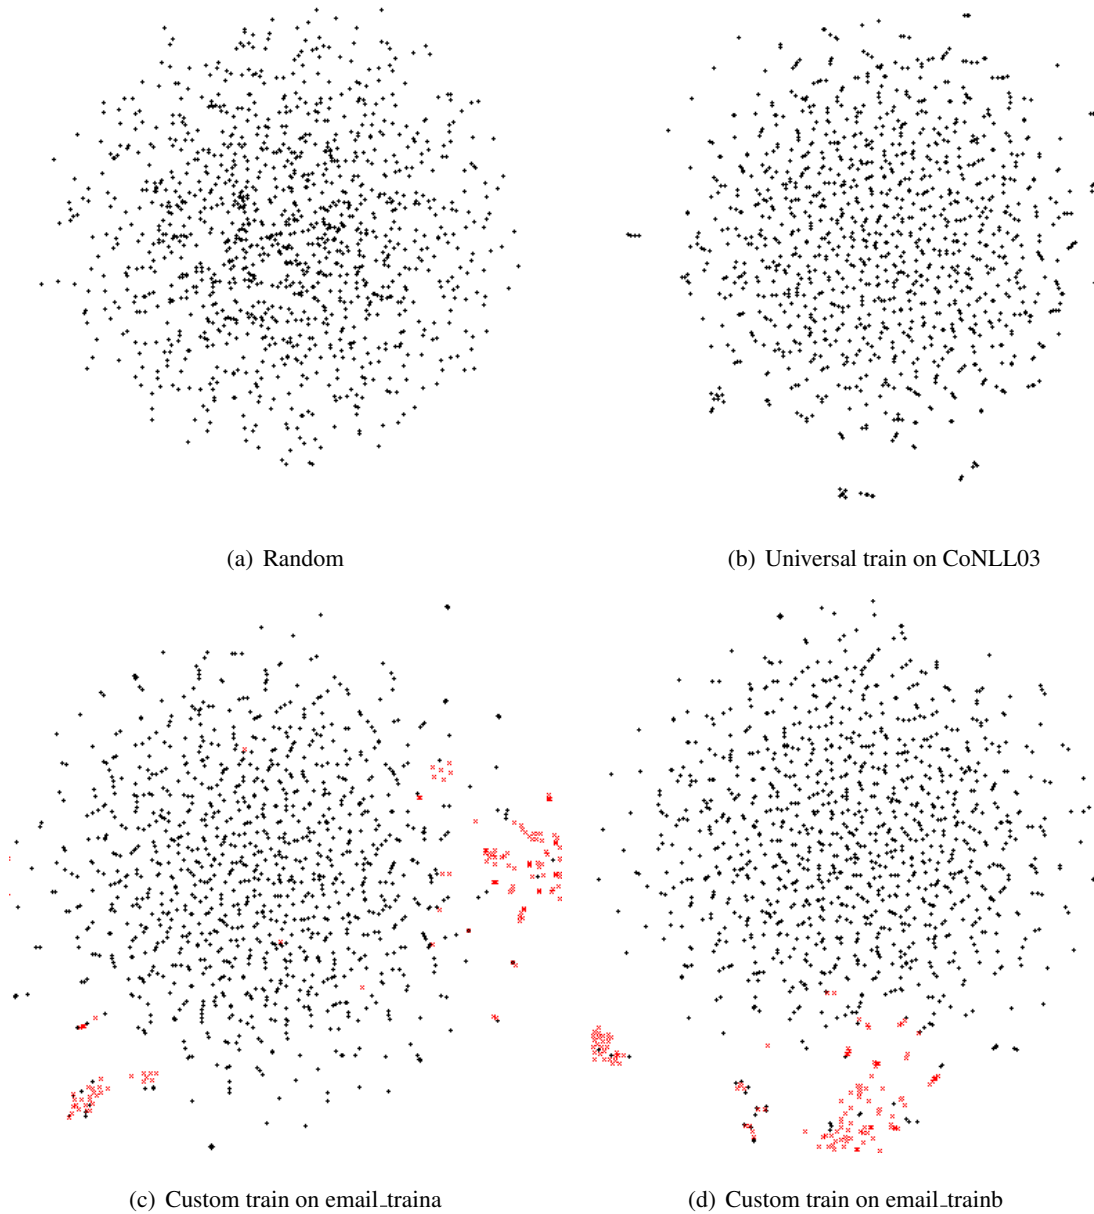 (a) Random
(b) Universal train on CoNLL03
(c) Custom train on email_traina
(d) Custom train on email_trainb